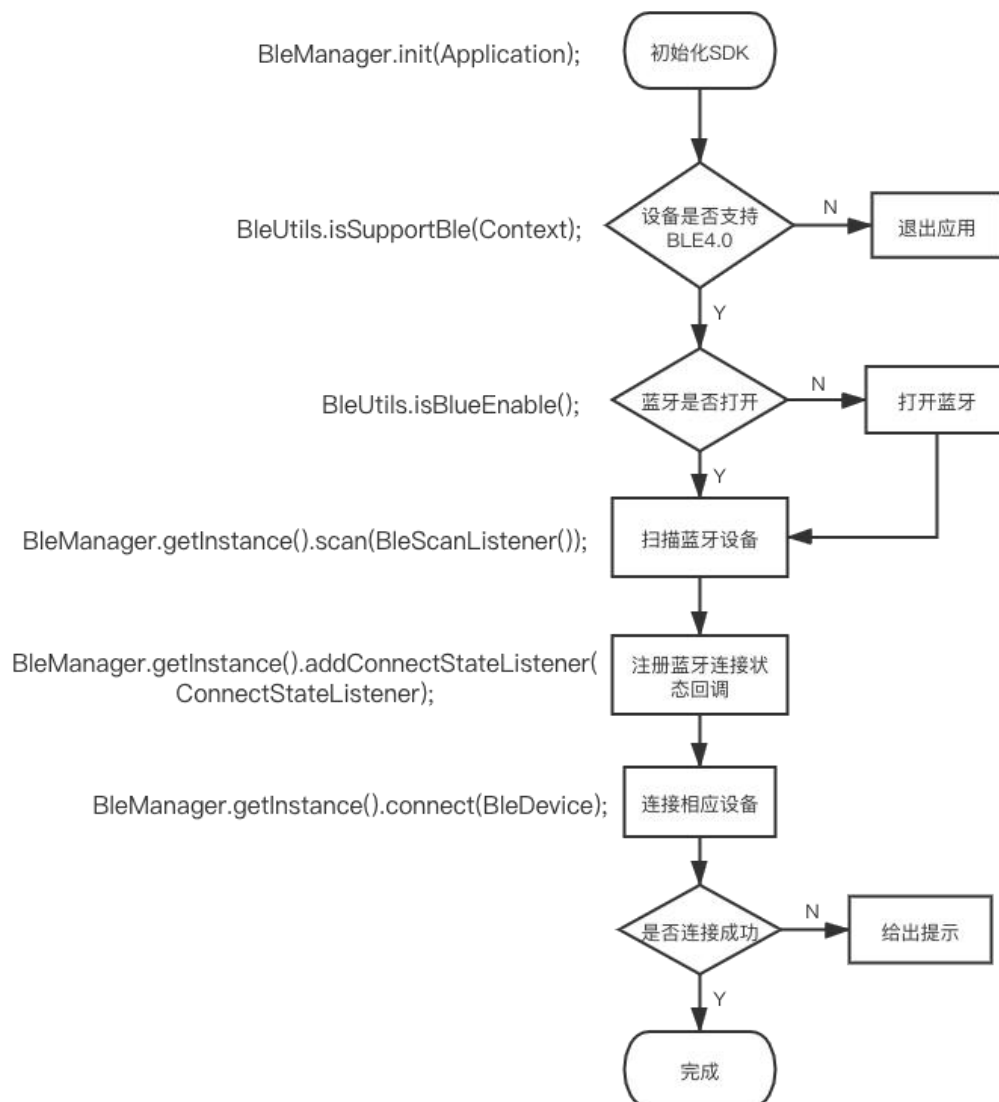 BleManager.init(Application);
初始化SDK
BleUtils.isSupportBle(Context);
设备是否支持
BLE4.0
N
退出应用
Y
BleUtils.isBlueEnable();
蓝牙是否打开
N
打开蓝牙
Y
BleManager.getInstance().scan(BleScanListener());
扫描蓝牙设备
BleManager.getInstance().addConnectStateListener(
ConnectStateListener);
注册蓝牙连接状
态回调
BleManager.getInstance().connect(BleDevice);
连接相应设备
是否连接成功
N
给出提示
Y
完成